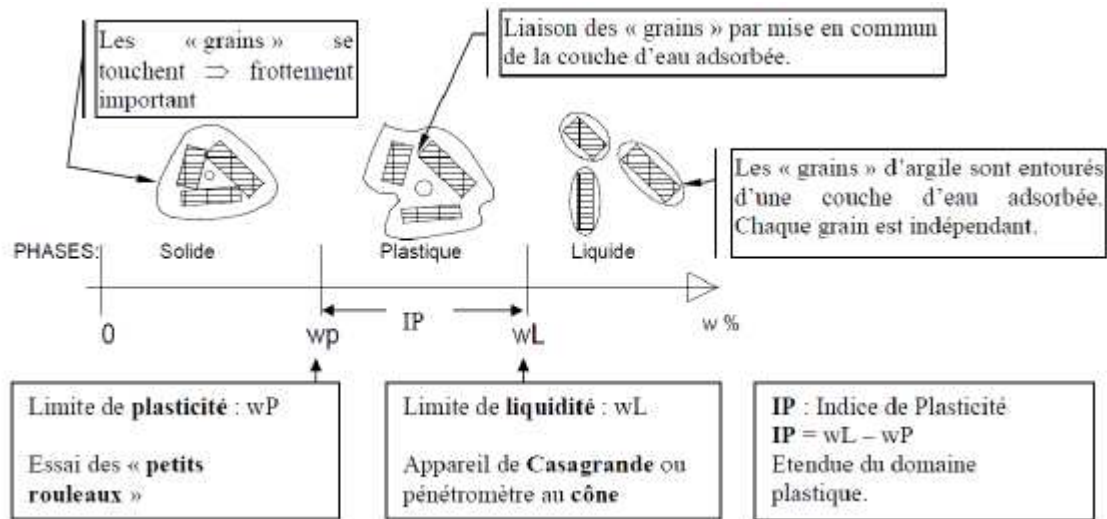 Les « grains » se
touchent ⊃ frottement
important
Liaison des « grains » par mise en commun
de la couche d'eau adsorbée.
Les « grains » d'argile sont entourés
d'une couche d'eau adsorbée.
Chaque grain est indépendant.
PHASES: Solide Plastique Liquide
0 wp IP wL w %
Limite de plasticité : wP
Essai des « petits
rouleaux »
Limite de liquidité : wL
Appareil de Casagrande ou
pénétromètre au cône
IP : Indice de Plasticité
IP = wL – wP
Etendue du domaine
plastique.